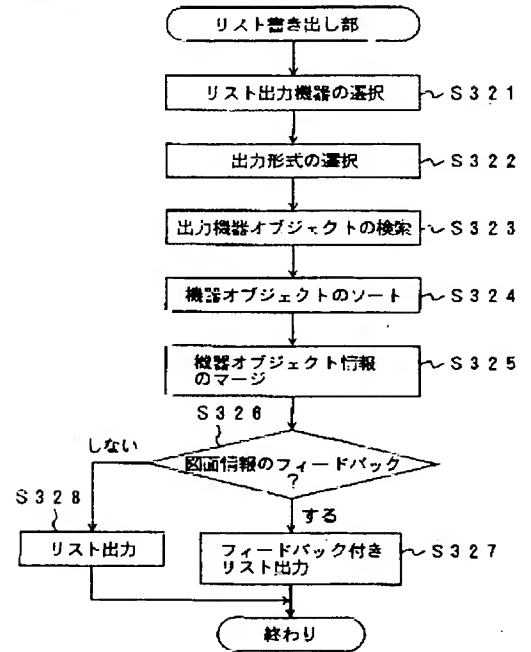 リスト書き出し部
リスト出力機器の選択
S321
出力形式の選択
S322
出力機器オブジェクトの検索
S323
機器オブジェクトのソート
S324
機器オブジェクト情報
のマージ
S325
S326
しない
図面情報のフィードバック
?
する
S328
リスト出力
フィードバック付き
リスト出力
S327
終わり